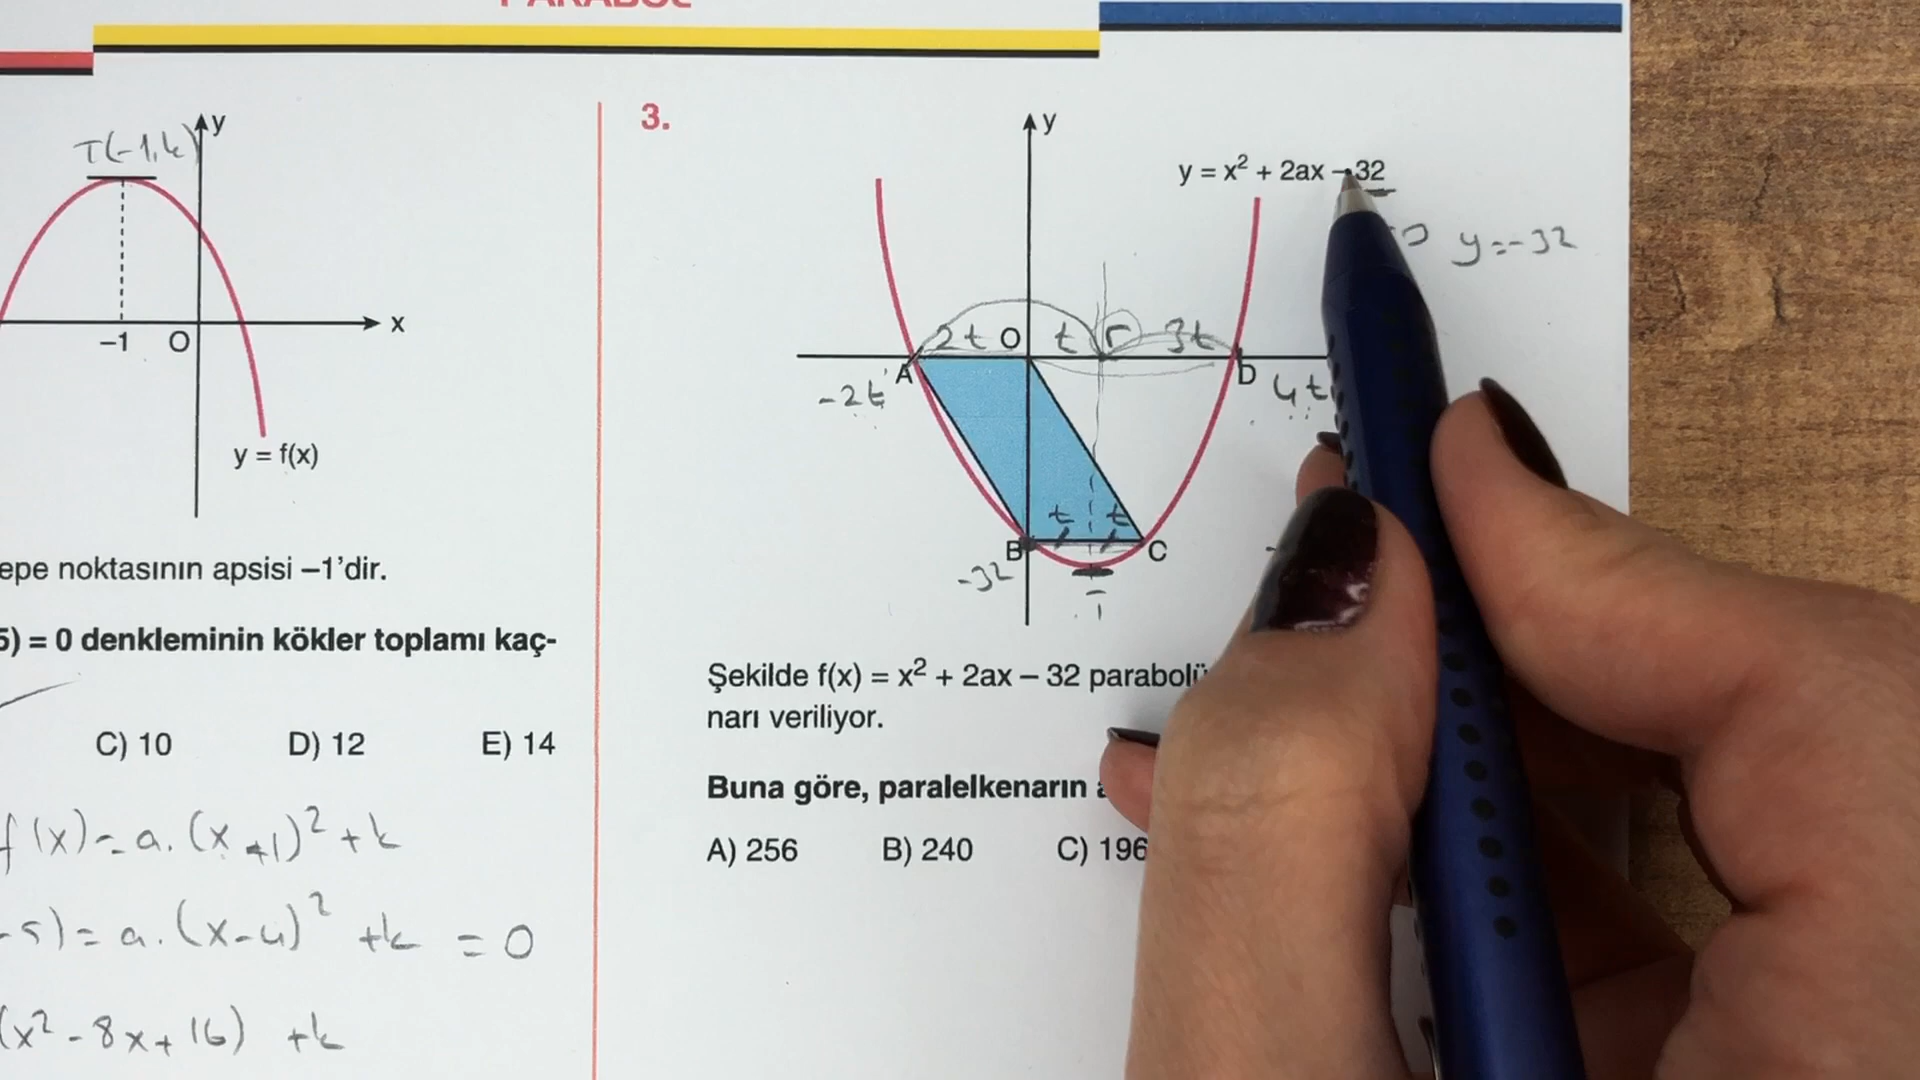 T(-1,k)
y
x
-1
O
y = f(x)
epe noktasının apsisi –1'dir.
5) = 0 denkleminin kökler toplamı kaç-
C) 10 D) 12 E) 14
f(x) = a.(x+1)² + k
-5) = a.(x-4)² + k = 0
(x² - 8x + 16) + k
3.
y
y = x² + 2ax – 32
y = -32
2t O t r 3t
A D
-2t 4t
t t
B C
-32
T
Şekilde f(x) = x² + 2ax – 32 parabolü
narı veriliyor.
Buna göre, paralelkenarın
A) 256 B) 240 C) 196